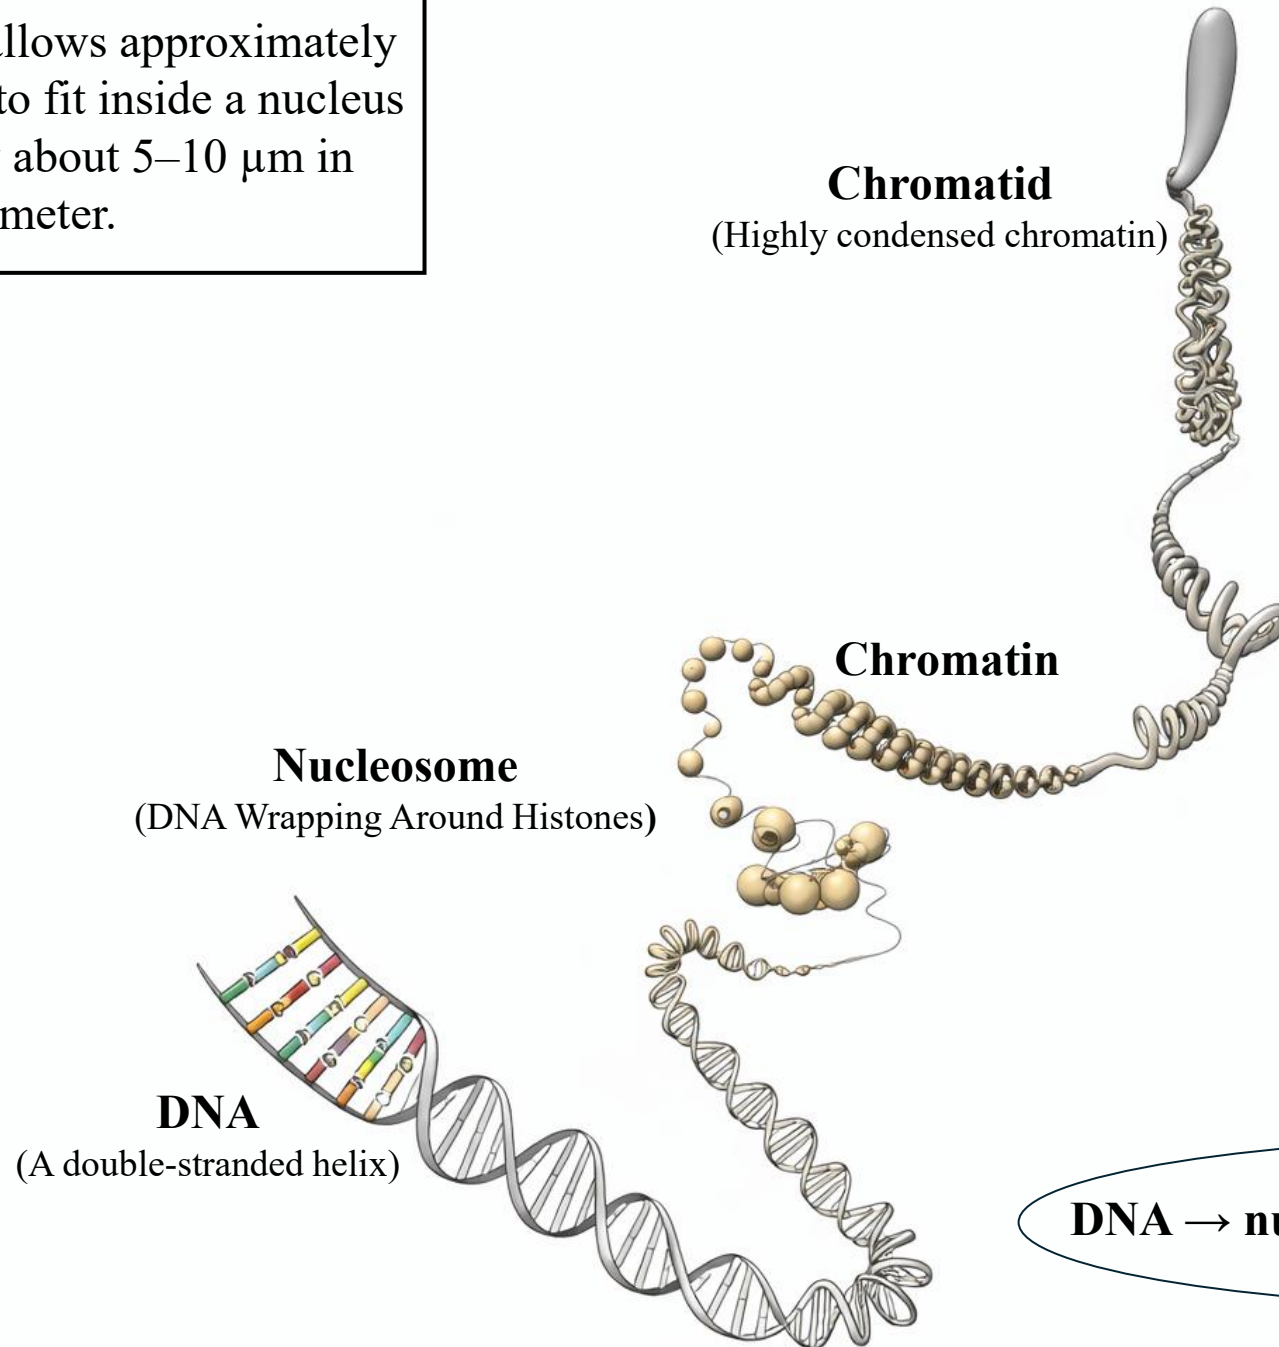 allows approximately
to fit inside a nucleus
about 5–10 µm in
meter.
Chromatid
(Highly condensed chromatin)
Chromatin
Nucleosome
(DNA Wrapping Around Histones)
DNA
(A double-stranded helix)
DNA → nu